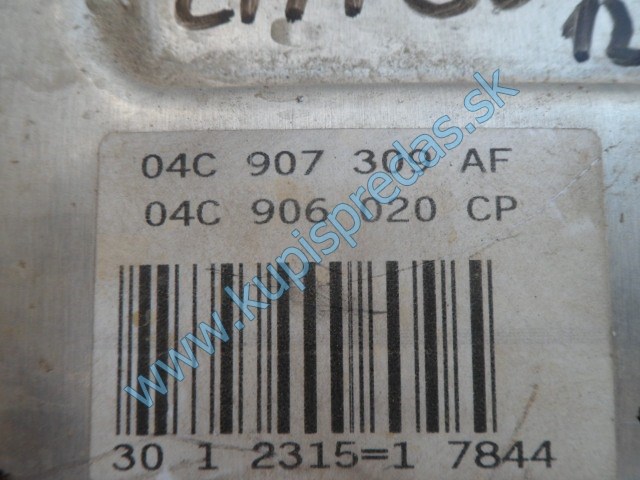 04C 907 309 AF
04C 906 020 CP
www.kupispredas.sk
30 1 2315=1 7844